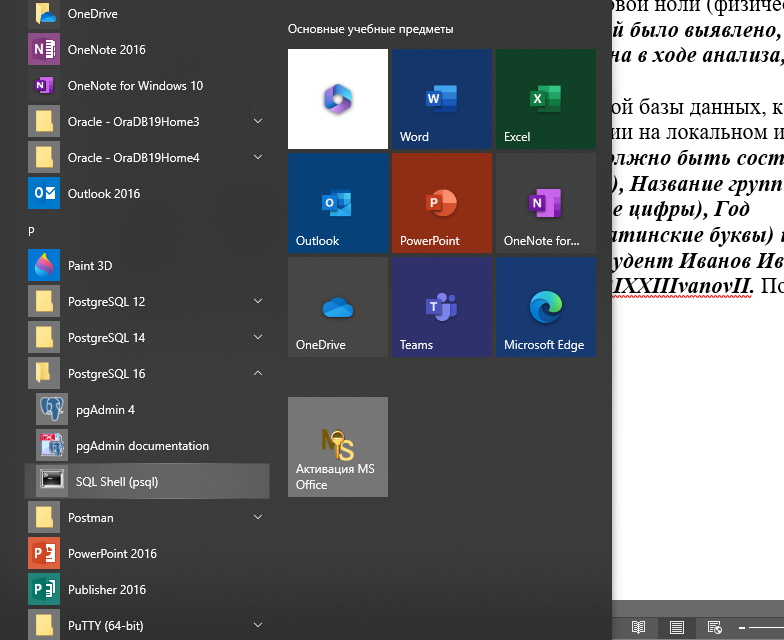 OneDrive
OneNote 2016
OneNote for Windows 10
Oracle - OraDB19Home3
Oracle - OraDB19Home4
Outlook 2016
P
Paint 3D
PostgreSQL 12
PostgreSQL 14
PostgreSQL 16
pgAdmin 4
pgAdmin documentation
SQL Shell (psql)
Postman
PowerPoint 2016
Publisher 2016
PuTTY (64-bit)
Основные учебные предметы
Word
Excel
Outlook
PowerPoint
OneNote for...
OneDrive
Teams
Microsoft Edge
Активация MS
Office
овой ноли (физичес
й было выявлено,
на в ходе анализа,
ой базы данных, к
ии на локальном и
олжно быть сост
), Название групп
е цифры), Год
атинские буквы) и
удент Иванов Ив
IXXIIIvanovII. По